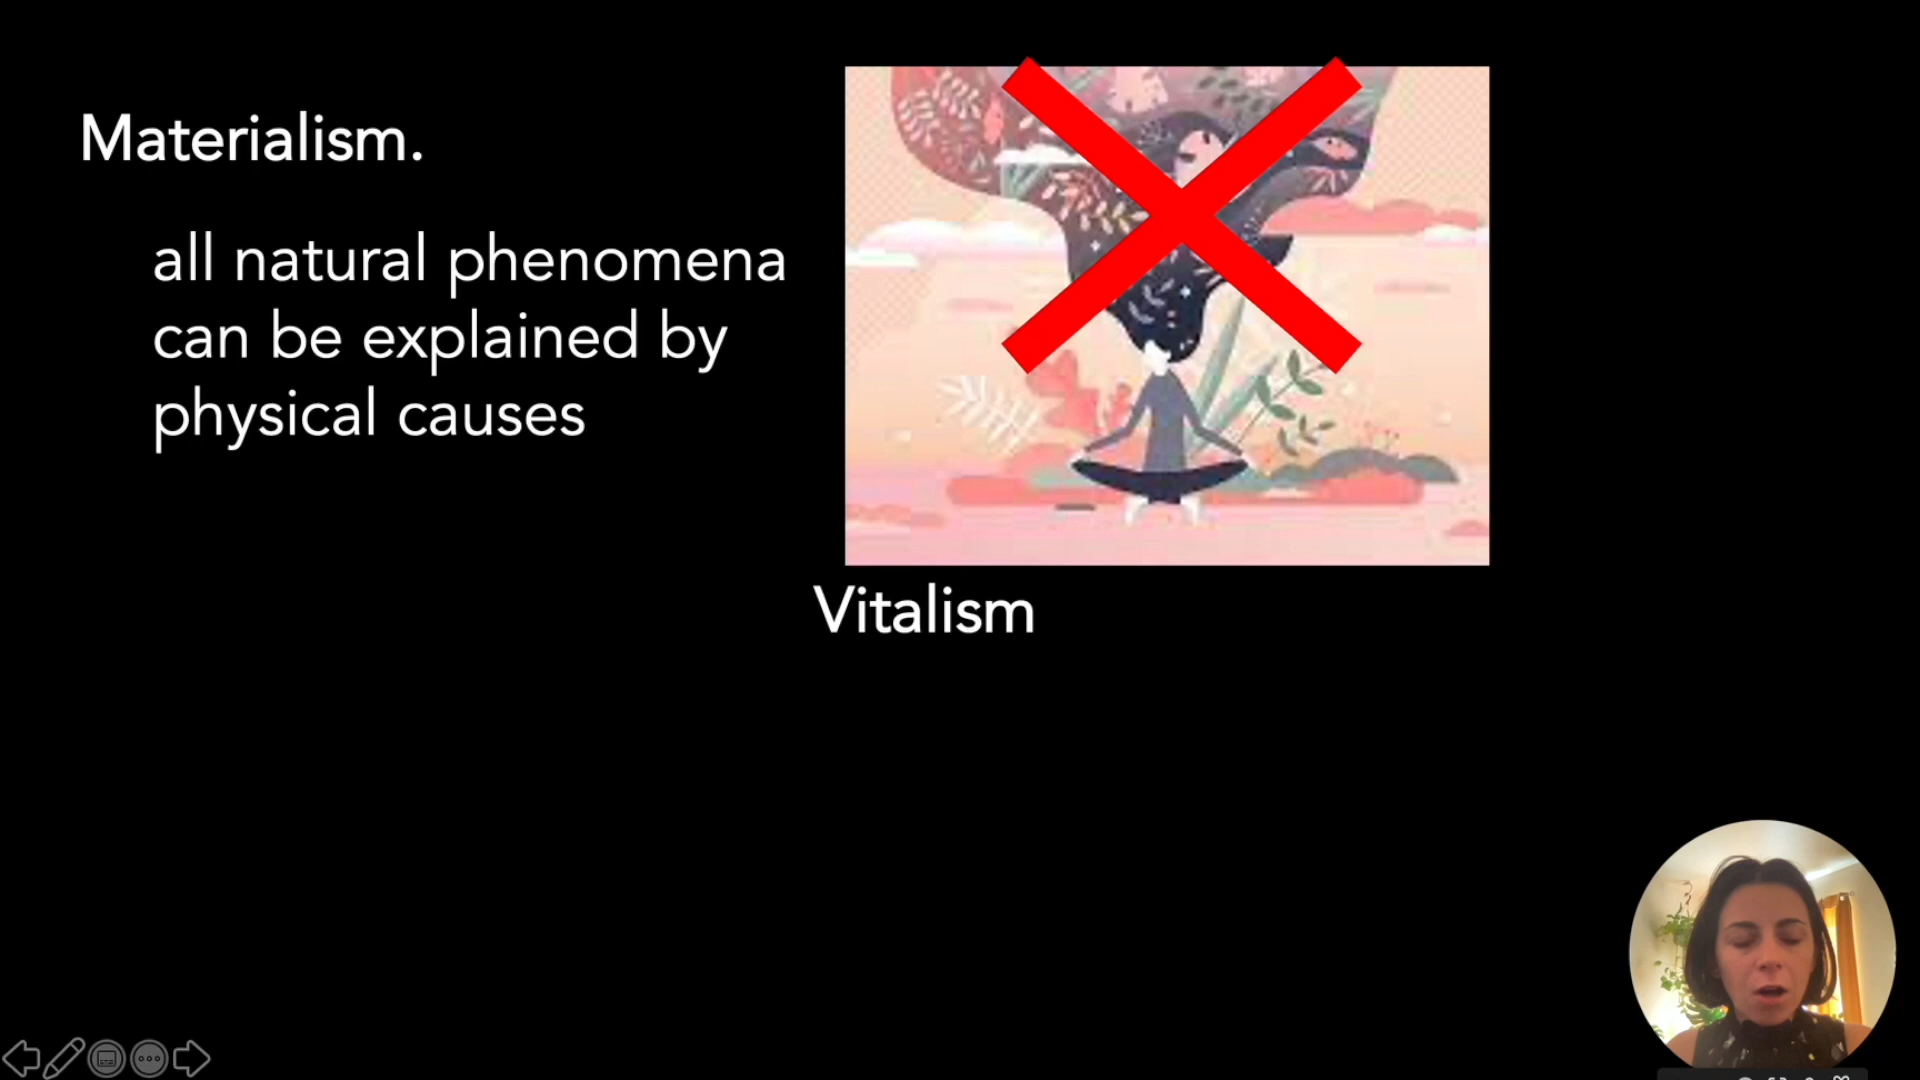 Materialism.
all natural phenomena
can be explained by
physical causes
Vitalism